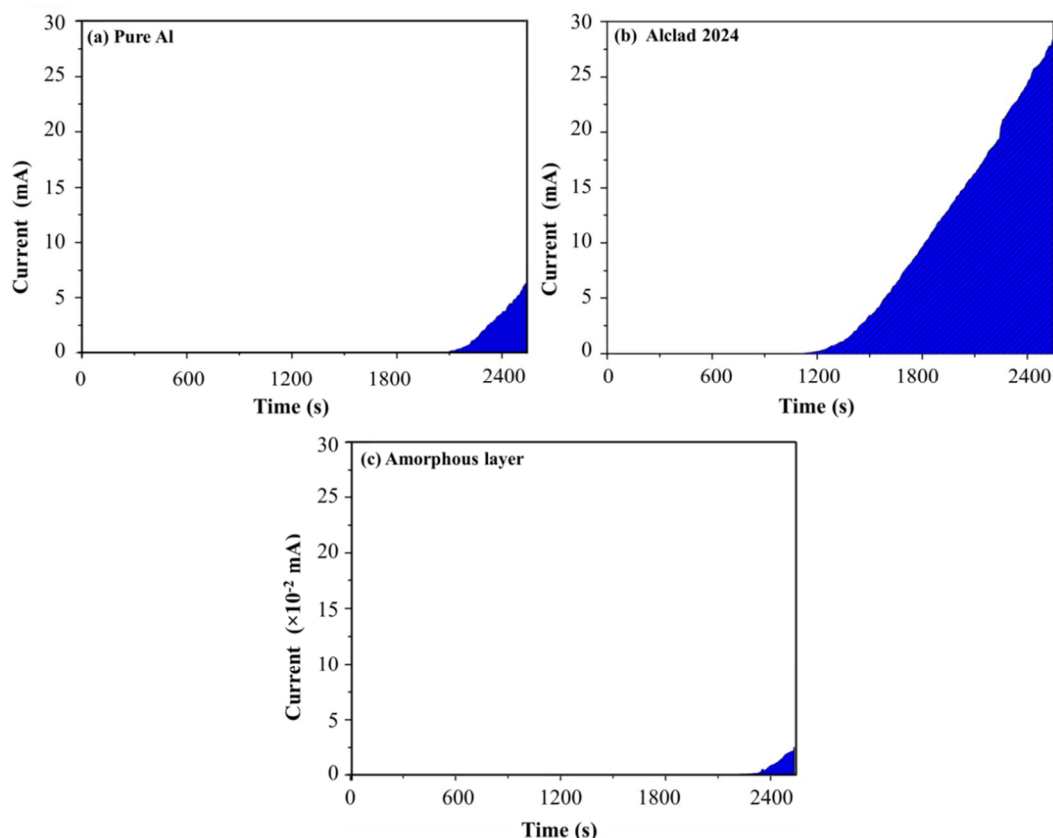 (a) Pure Al
30
25
20
15
10
5
0
Current (mA)
0 600 1200 1800 2400
Time (s)
(b) Alclad 2024
30
25
20
15
10
5
0
Current (mA)
0 600 1200 1800 2400
Time (s)
(c) Amorphous layer
30
25
20
15
10
5
0
Current (×10⁻² mA)
0 600 1200 1800 2400
Time (s)